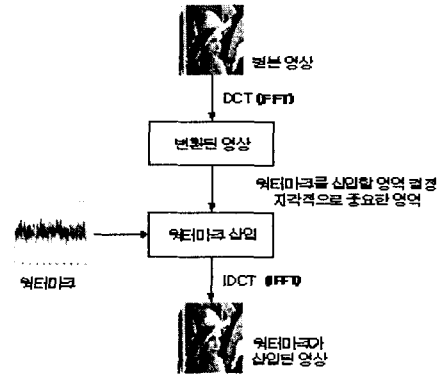 원본 영상
DCT (FFT)
변환된 영상
워터마크를 삽입할 영역 결정
지각적으로 중요한 영역
워터마크 삽입
워터마크
IDCT (IFFT)
워터마크가
삽입된 영상